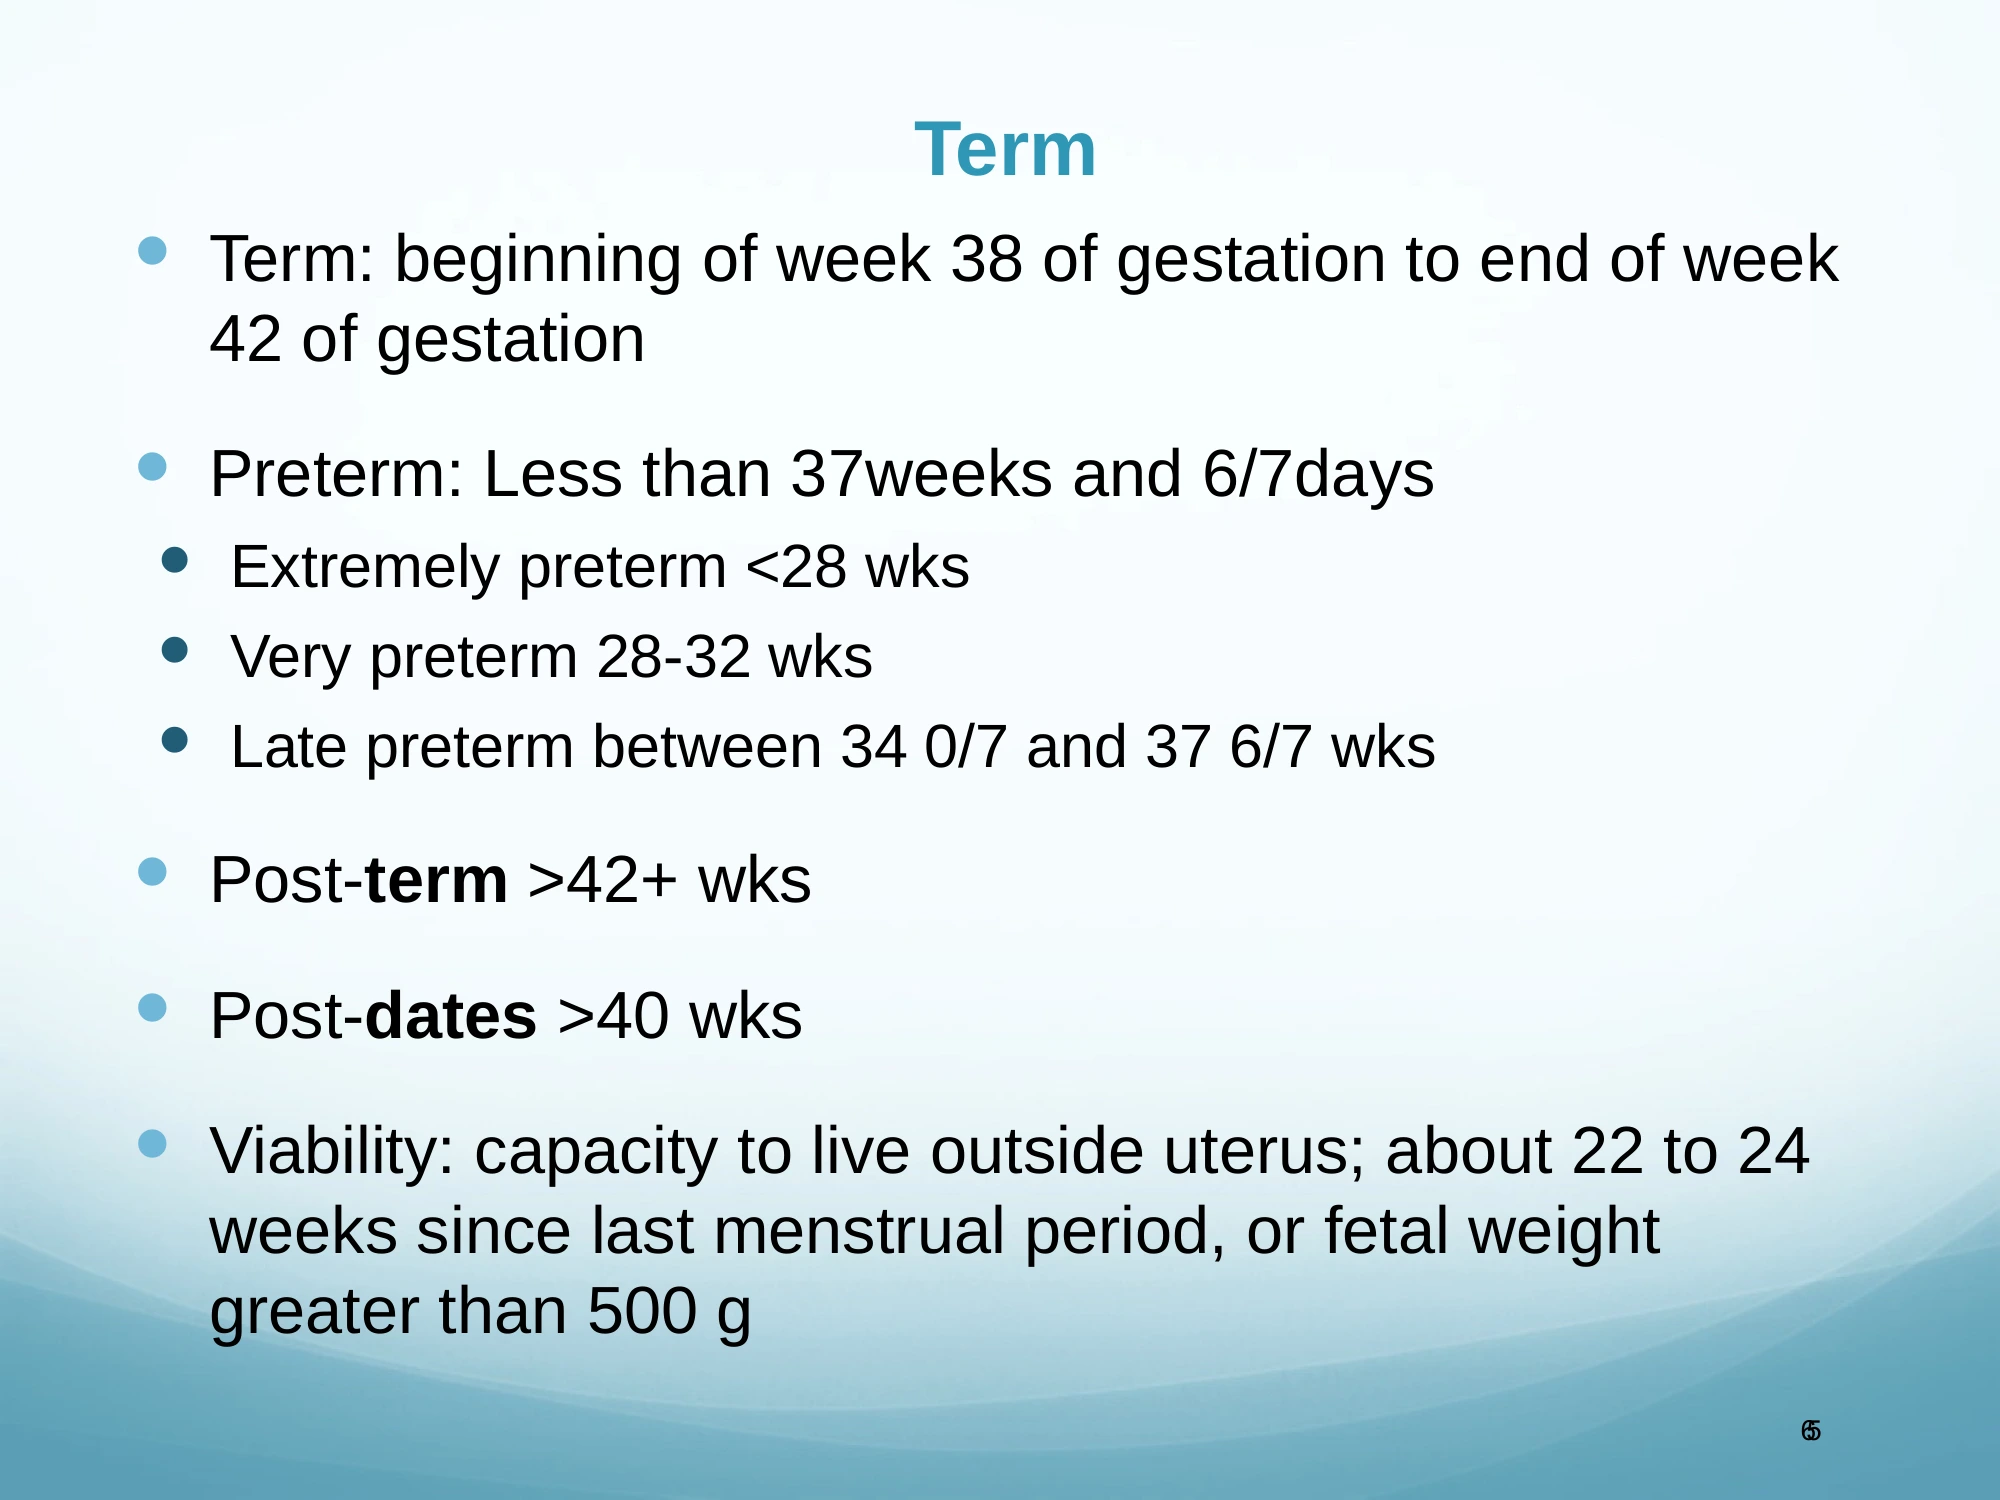 Term
Term: beginning of week 38 of gestation to end of week
42 of gestation
Preterm: Less than 37weeks and 6/7days
Extremely preterm <28 wks
Very preterm 28-32 wks
Late preterm between 34 0/7 and 37 6/7 wks
Post-term >42+ wks
Post-dates >40 wks
Viability: capacity to live outside uterus; about 22 to 24
weeks since last menstrual period, or fetal weight
greater than 500 g